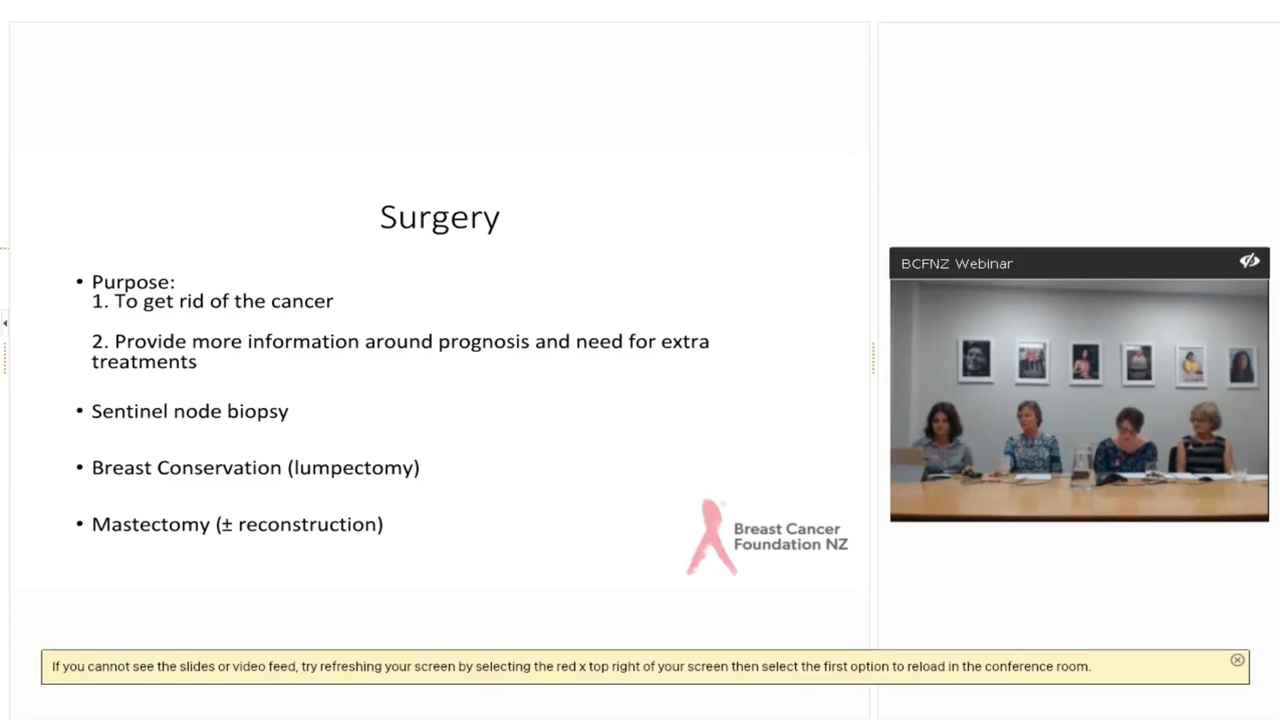 Surgery
• Purpose:
1. To get rid of the cancer
2. Provide more information around prognosis and need for extra
treatments
• Sentinel node biopsy
• Breast Conservation (lumpectomy)
• Mastectomy (± reconstruction)
Breast Cancer
Foundation NZ
BCFNZ Webinar
If you cannot see the slides or video feed, try refreshing your screen by selecting the red x top right of your screen then select the first option to reload in the conference room.